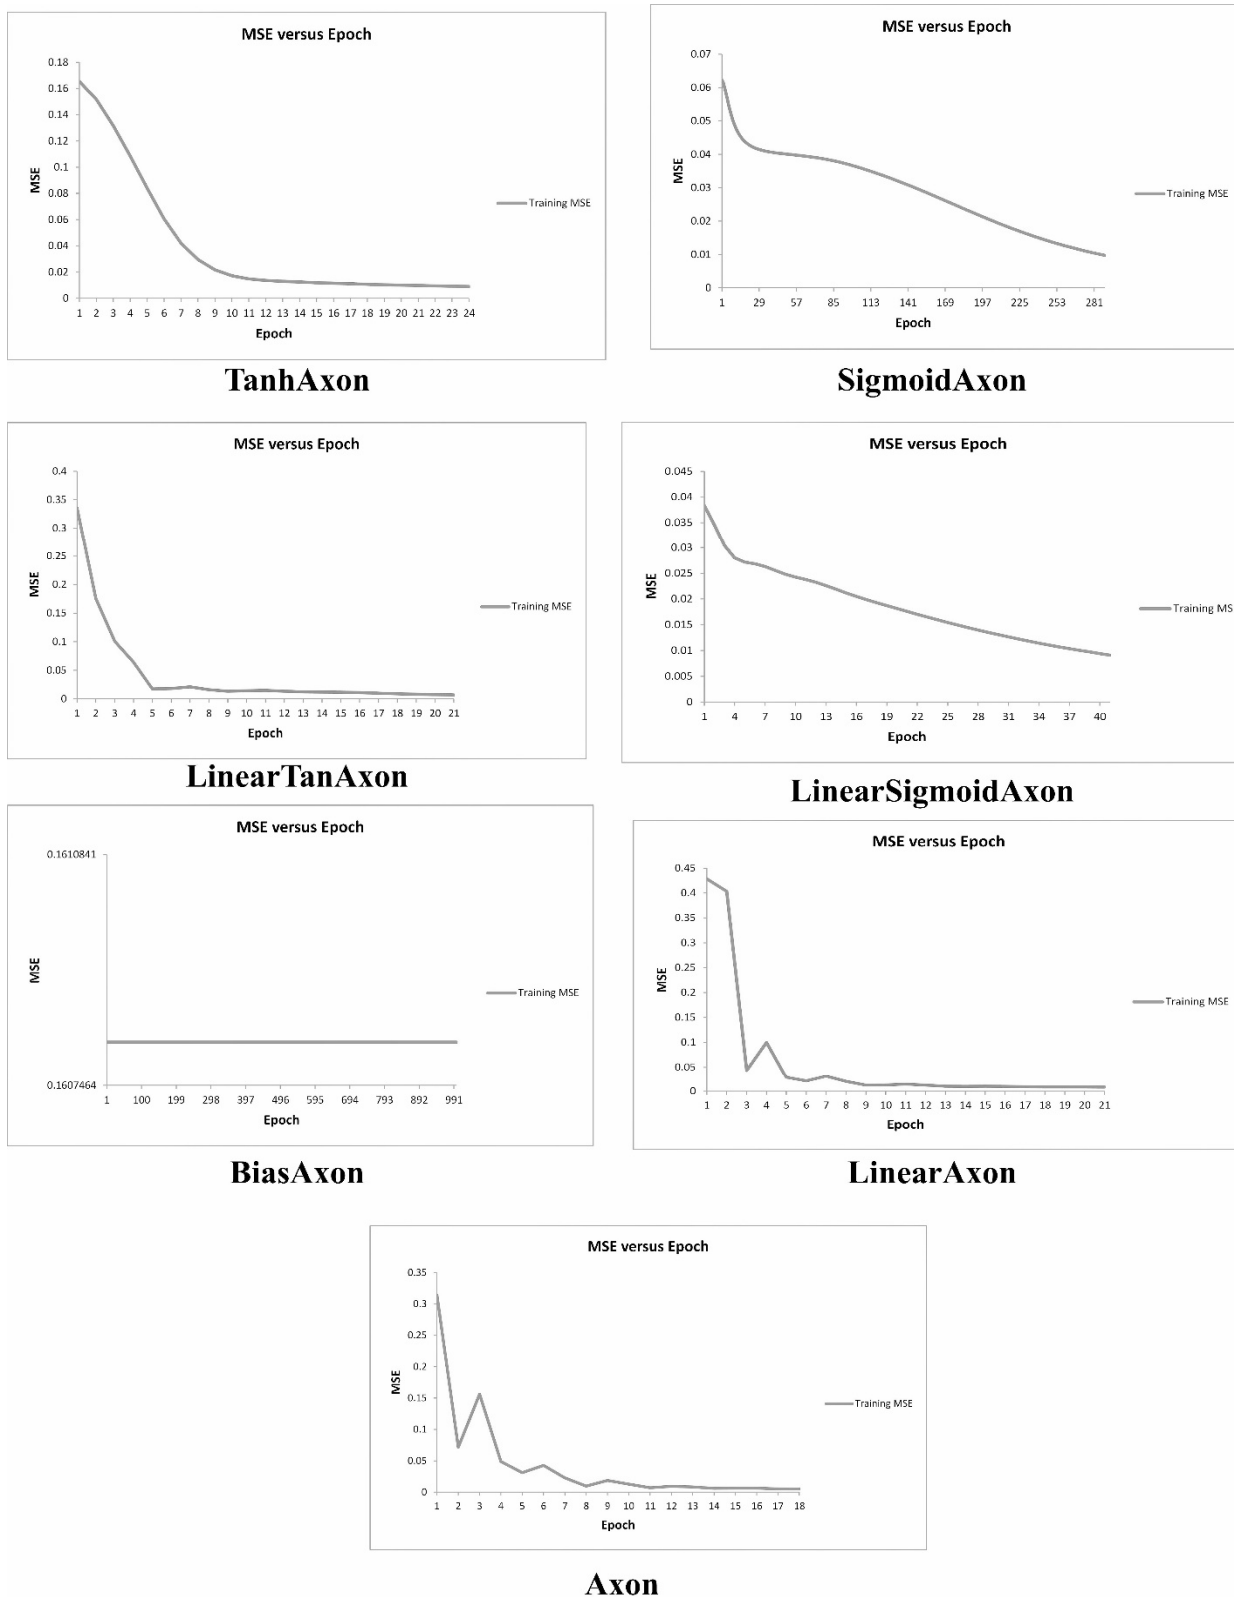 MSE versus Epoch
0.18
0.16
0.14
0.12
0.1
0.08
0.06
0.04
0.02
0
MSE
1 2 3 4 5 6 7 8 9 10 11 12 13 14 15 16 17 18 19 20 21 22 23 24
Epoch
Training MSE
TanhAxon
MSE versus Epoch
0.07
0.06
0.05
0.04
0.03
0.02
0.01
0
MSE
1 29 57 85 113 141 169 197 225 253 281
Epoch
Training MSE
SigmoidAxon
MSE versus Epoch
0.4
0.35
0.3
0.25
0.2
0.15
0.1
0.05
0
MSE
1 2 3 4 5 6 7 8 9 10 11 12 13 14 15 16 17 18 19 20 21
Epoch
Training MSE
LinearTanAxon
MSE versus Epoch
0.045
0.04
0.035
0.03
0.025
0.02
0.015
0.01
0.005
0
MSE
1 4 7 10 13 16 19 22 25 28 31 34 37 40
Epoch
Training MS
LinearSigmoidAxon
MSE versus Epoch
0.1610841
0.1607464
MSE
1 100 199 298 397 496 595 694 793 892 991
Epoch
Training MSE
BiasAxon
MSE versus Epoch
0.45
0.4
0.35
0.3
0.25
0.2
0.15
0.1
0.05
0
MSE
1 2 3 4 5 6 7 8 9 10 11 12 13 14 15 16 17 18 19 20 21
Epoch
Training MSE
LinearAxon
MSE versus Epoch
0.35
0.3
0.25
0.2
0.15
0.1
0.05
0
MSE
1 2 3 4 5 6 7 8 9 10 11 12 13 14 15 16 17 18
Epoch
Training MSE
Axon